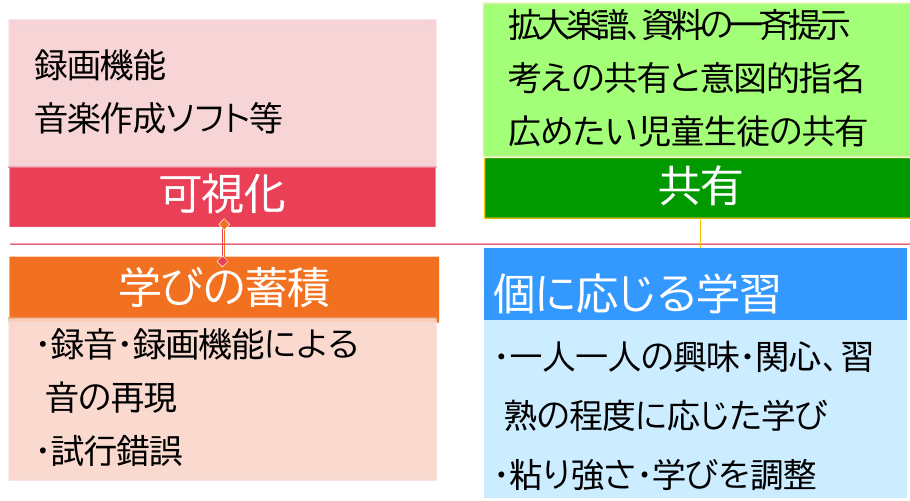 録画機能
音楽作成ソフト等
可視化
拡大楽譜、資料の一斉提示
考えの共有と意図的指名
広めたい児童生徒の共有
共有
学びの蓄積
・録音・録画機能による
音の再現
・試行錯誤
個に応じる学習
・一人一人の興味・関心、習
熟の程度に応じた学び
・粘り強さ・学びを調整